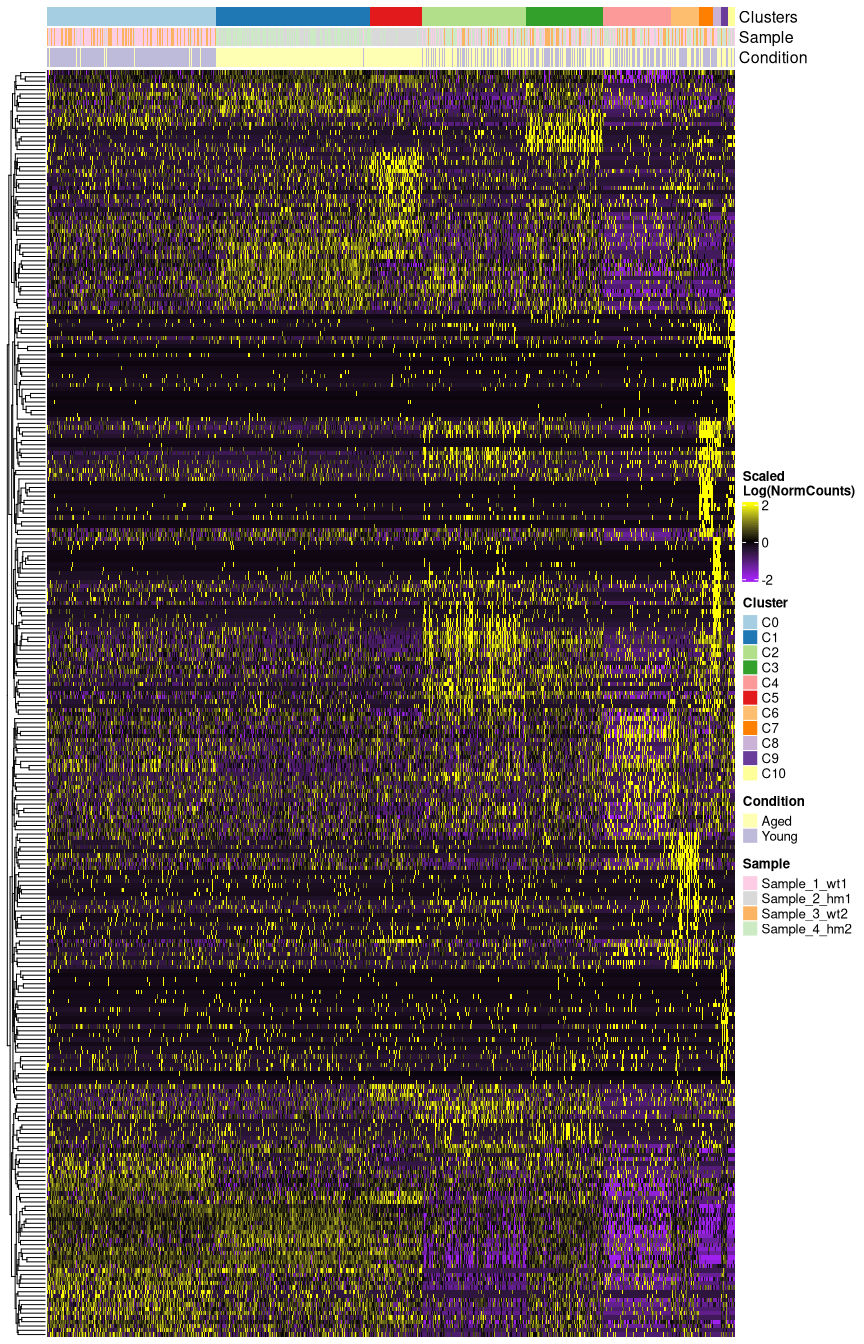 Clusters
Sample
Condition
Scaled
Log(NormCounts)
2
0
-2
Cluster
C0
C1
C2
C3
C4
C5
C6
C7
C8
C9
C10
Condition
Aged
Young
Sample
Sample_1_wt1
Sample_2_hm1
Sample_3_wt2
Sample_4_hm2